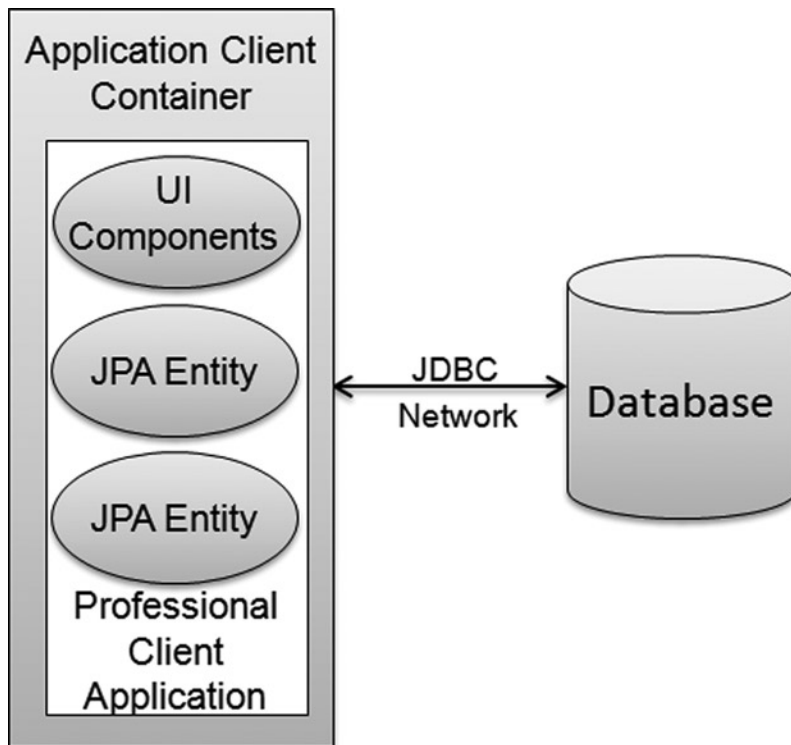 Application Client
Container
UI
Components
JPA Entity
JPA Entity
Professional
Client
Application
JDBC
Network
Database